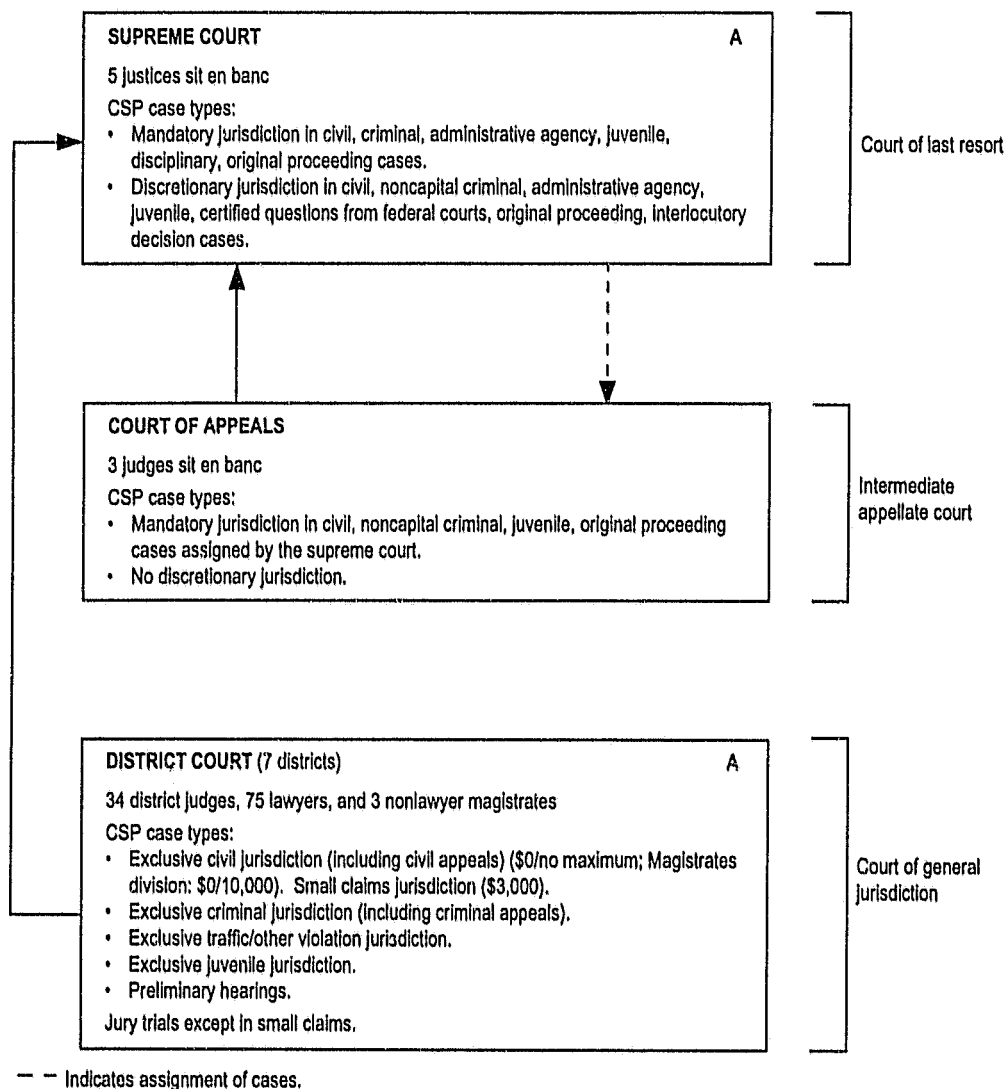 SUPREME COURT A
5 justices sit en banc
CSP case types:
• Mandatory jurisdiction in civil, criminal, administrative agency, juvenile,
disciplinary, original proceeding cases.
• Discretionary jurisdiction in civil, noncapital criminal, administrative agency,
juvenile, certified questions from federal courts, original proceeding, interlocutory
decision cases.
Court of last resort
COURT OF APPEALS
3 judges sit en banc
CSP case types:
• Mandatory jurisdiction in civil, noncapital criminal, juvenile, original proceeding
cases assigned by the supreme court.
• No discretionary jurisdiction.
Intermediate
appellate court
DISTRICT COURT (7 districts) A
34 district judges, 75 lawyers, and 3 nonlawyer magistrates
CSP case types:
• Exclusive civil jurisdiction (including civil appeals) ($0/no maximum; Magistrates
division: $0/10,000). Small claims jurisdiction ($3,000).
• Exclusive criminal jurisdiction (including criminal appeals).
• Exclusive traffic/other violation jurisdiction.
• Exclusive juvenile jurisdiction.
• Preliminary hearings.
Jury trials except in small claims.
Court of general
jurisdiction
– – Indicates assignment of cases.